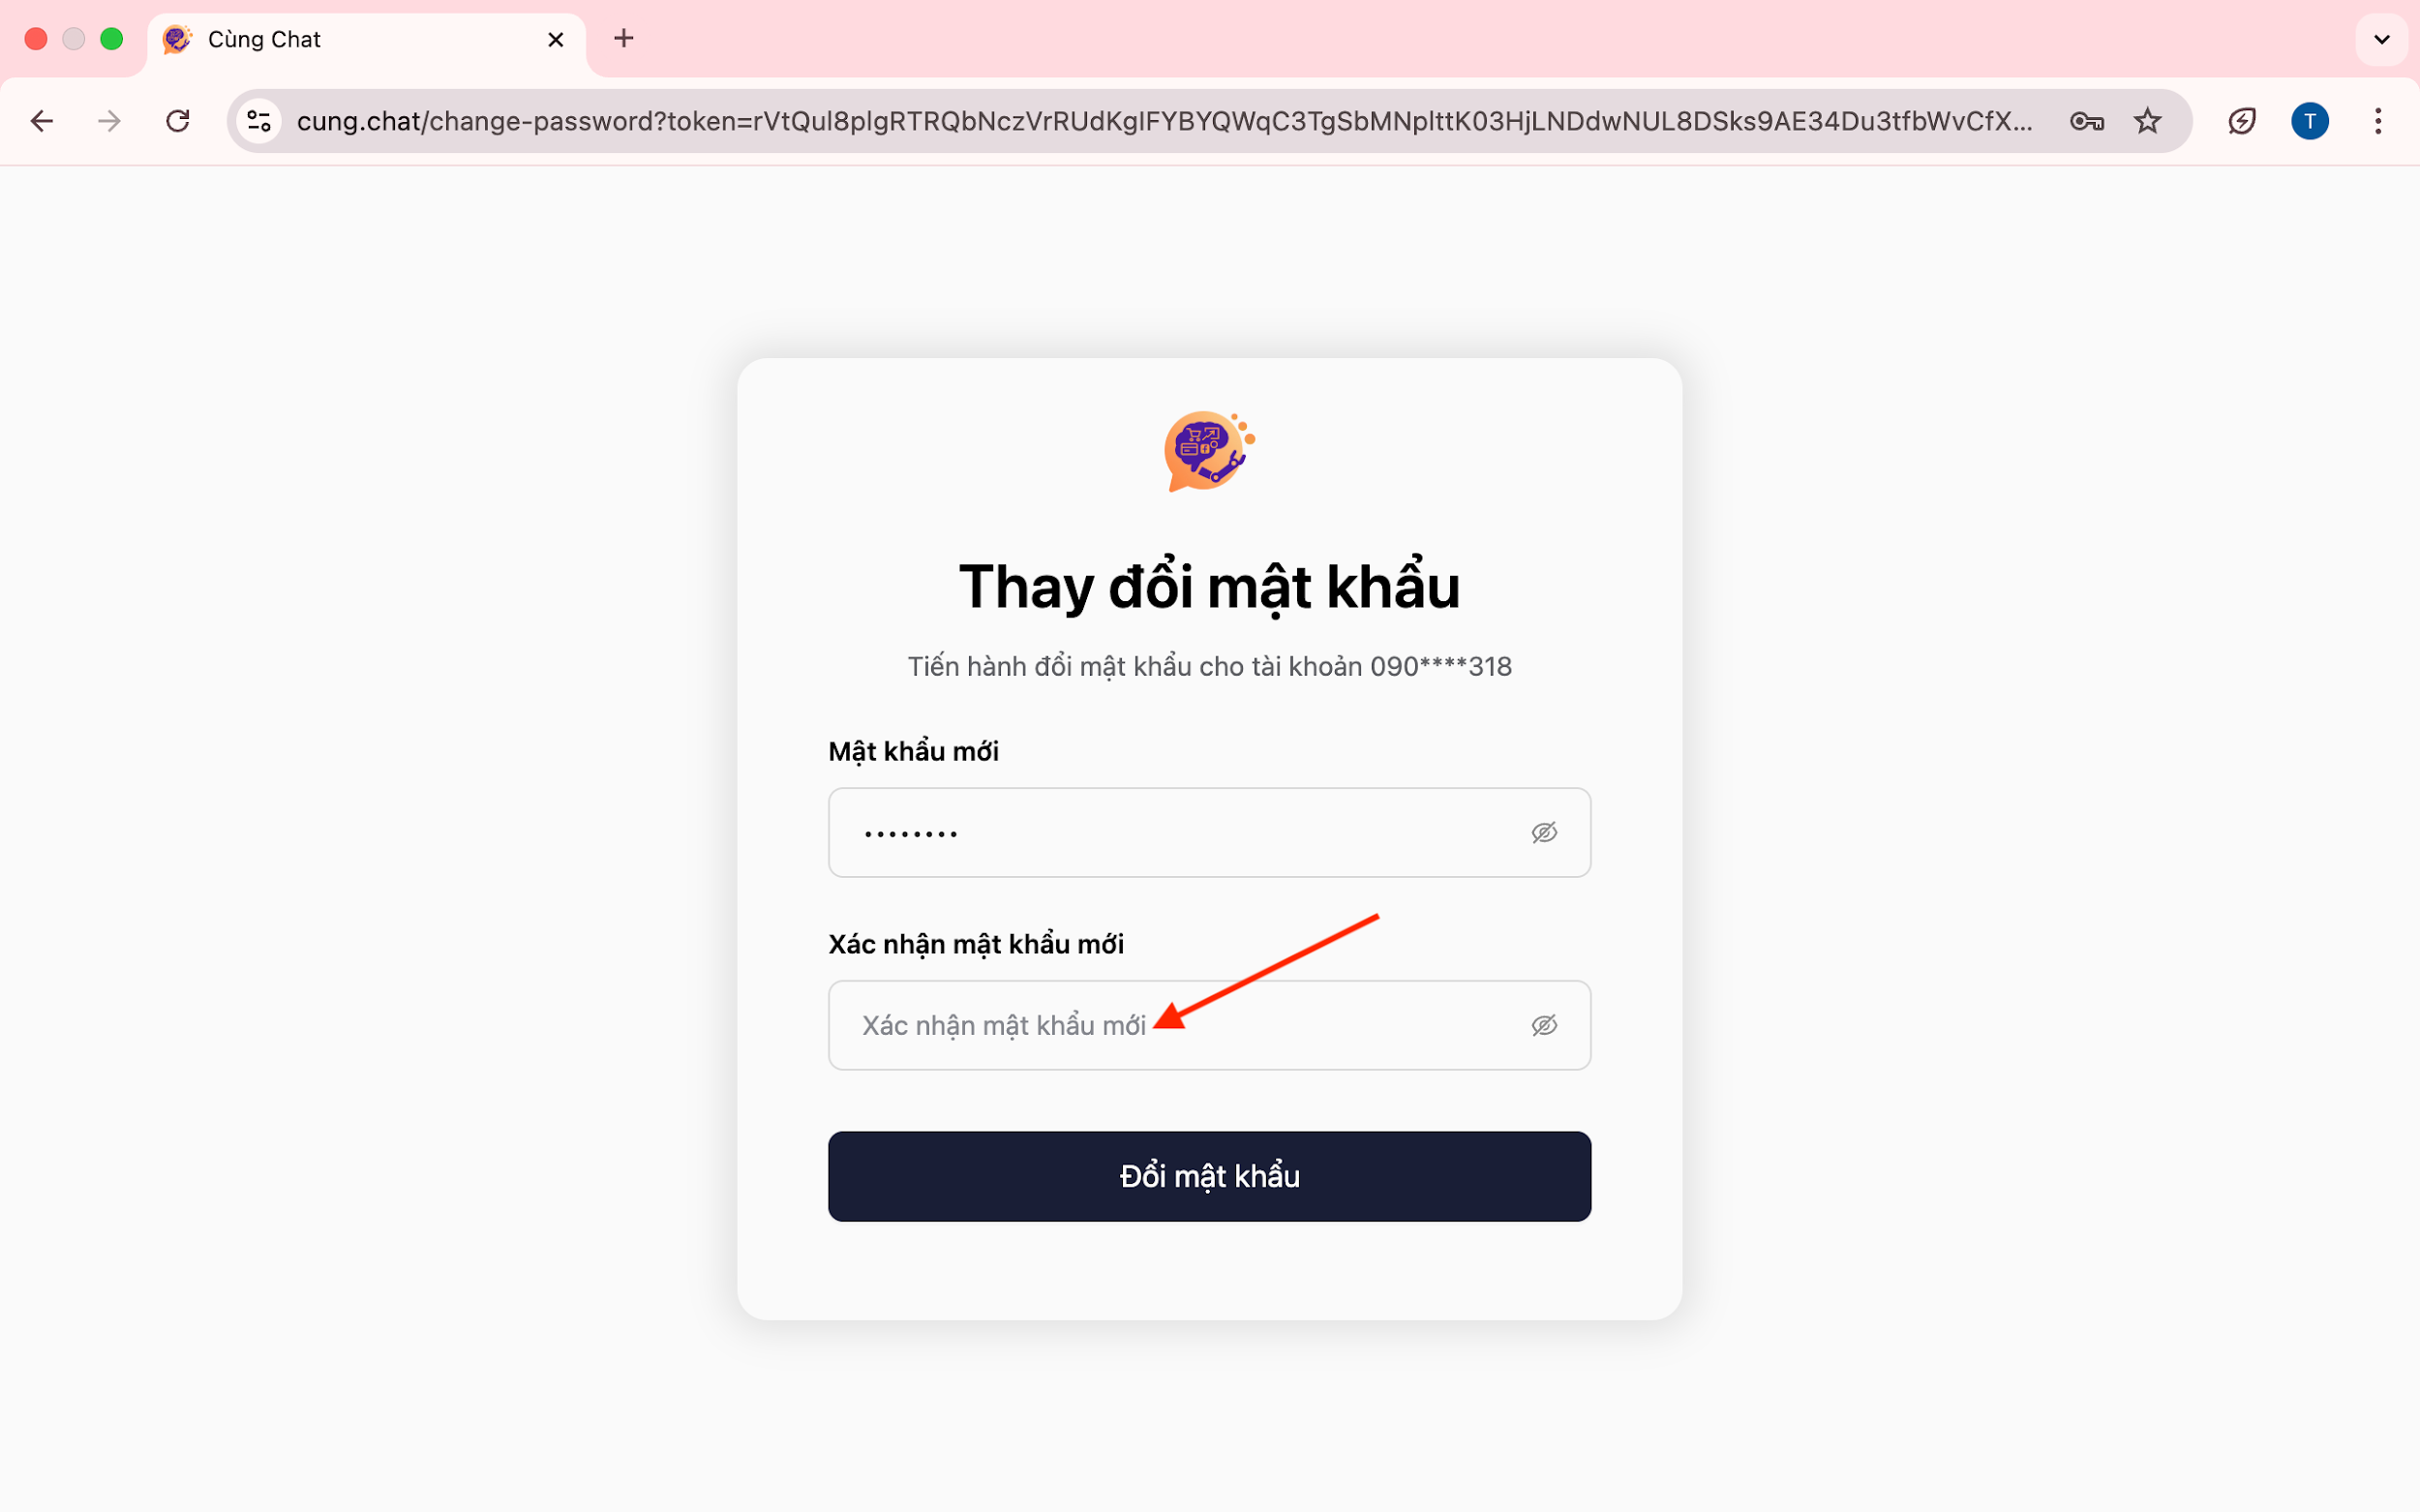 Cùng Chat
cung.chat/change-password?token=rVtQul8plgRTRQbNczVrRUdKgIFYBYQWqC3TgSbMNplttK03HjLNDdwNUL8DSks9AE34Du3tfbWvCfX...
T
Thay đổi mật khẩu
Tiến hành đổi mật khẩu cho tài khoản 090****318
Mật khẩu mới
Xác nhận mật khẩu mới
Xác nhận mật khẩu mới
Đổi mật khẩu